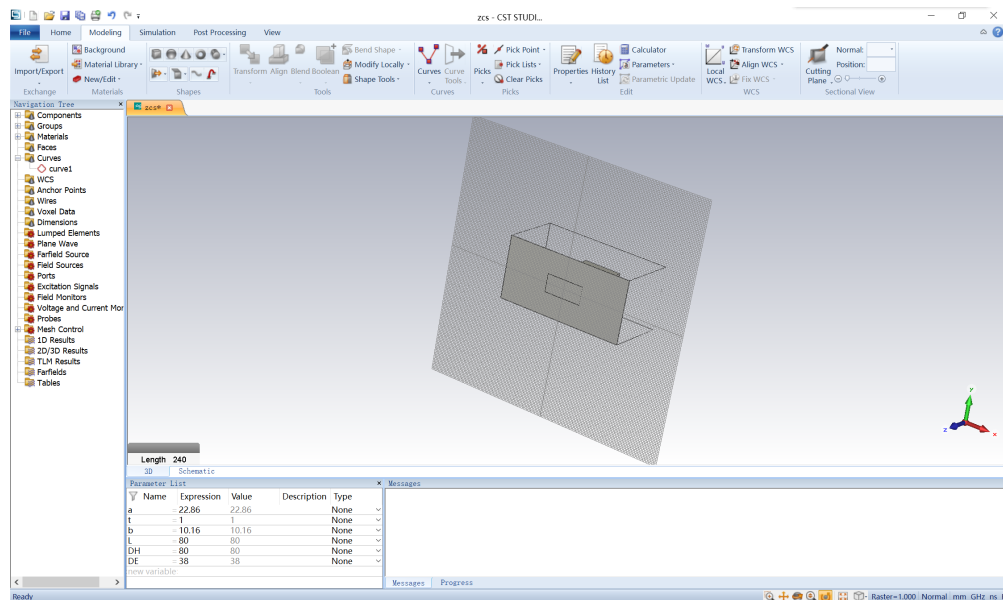 zcs - CST STUDI...
File Home Modeling Simulation Post Processing View
Import/Export
Exchange
Background
Material Library
New/Edit
Materials
Shapes
Transform Align Blend Boolean
Bend Shape
Modify Locally
Shape Tools
Tools
Curves Curve Tools
Curves
Picks
Pick Point
Pick Lists
Clear Picks
Picks
Properties History List
Calculator
Parameters
Parametric Update
Edit
Local WCS
Transform WCS
Align WCS
Fix WCS
WCS
Cutting Plane
Normal:
Position:
Sectional View
Navigation Tree
zcs*
Components
Groups
Materials
Faces
Curves
curve1
WCS
Anchor Points
Wires
Voxel Data
Dimensions
Lumped Elements
Plane Wave
Farfield Source
Field Sources
Ports
Excitation Signals
Field Monitors
Voltage and Current Mor
Probes
Mesh Control
1D Results
2D/3D Results
TLM Results
Farfields
Tables
y
z
x
Length 240
3D Schematic
Parameter List
Name Expression Value Description Type
a = 22.86 22.86 None
t = 1 1 None
b = 10.16 10.16 None
L = 80 80 None
DH = 80 80 None
DE = 38 38 None
new variable
Messages
Messages Progress
Ready
Raster=1.000 Normal mm GHz ns